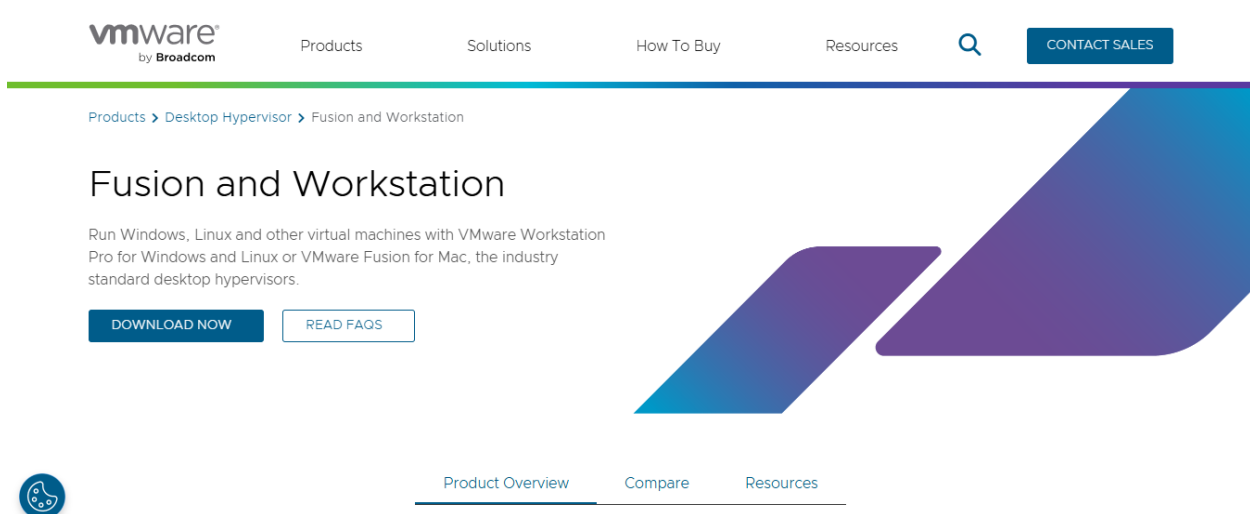 vmware®
by Broadcom
Products
Solutions
How To Buy
Resources
CONTACT SALES
Products > Desktop Hypervisor > Fusion and Workstation
Fusion and Workstation
Run Windows, Linux and other virtual machines with VMware Workstation
Pro for Windows and Linux or VMware Fusion for Mac, the industry
standard desktop hypervisors.
DOWNLOAD NOW
READ FAQS
Product Overview
Compare
Resources